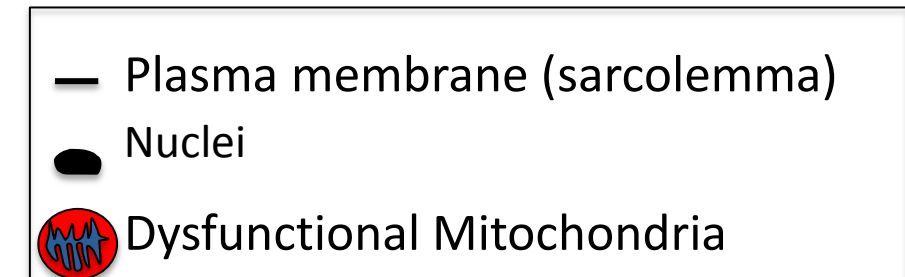 Plasma membrane (sarcolemma)
Nuclei
Dysfunctional Mitochondria